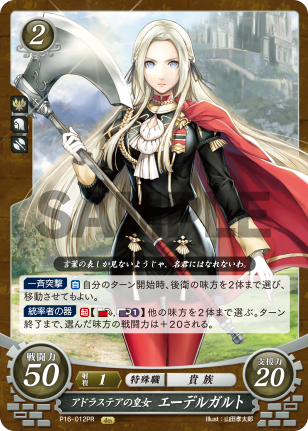 2
SAMPLE
言葉の表しか見ないようじゃ、名君にはなれないわ。
一斉突撃 自 自分のターン開始時、後衛の味方を2体まで選び、
移動させてもよい。
統率者の器 起 【 、 1】他の味方を2体まで選ぶ。ターン
終了まで、選んだ味方の戦闘力は+20される。
戦闘力
50
射程 1 特殊職 貴族
支援力
20
アドラステアの皇女 エーデルガルト
P16-012PR
Illust:山田孝太郎